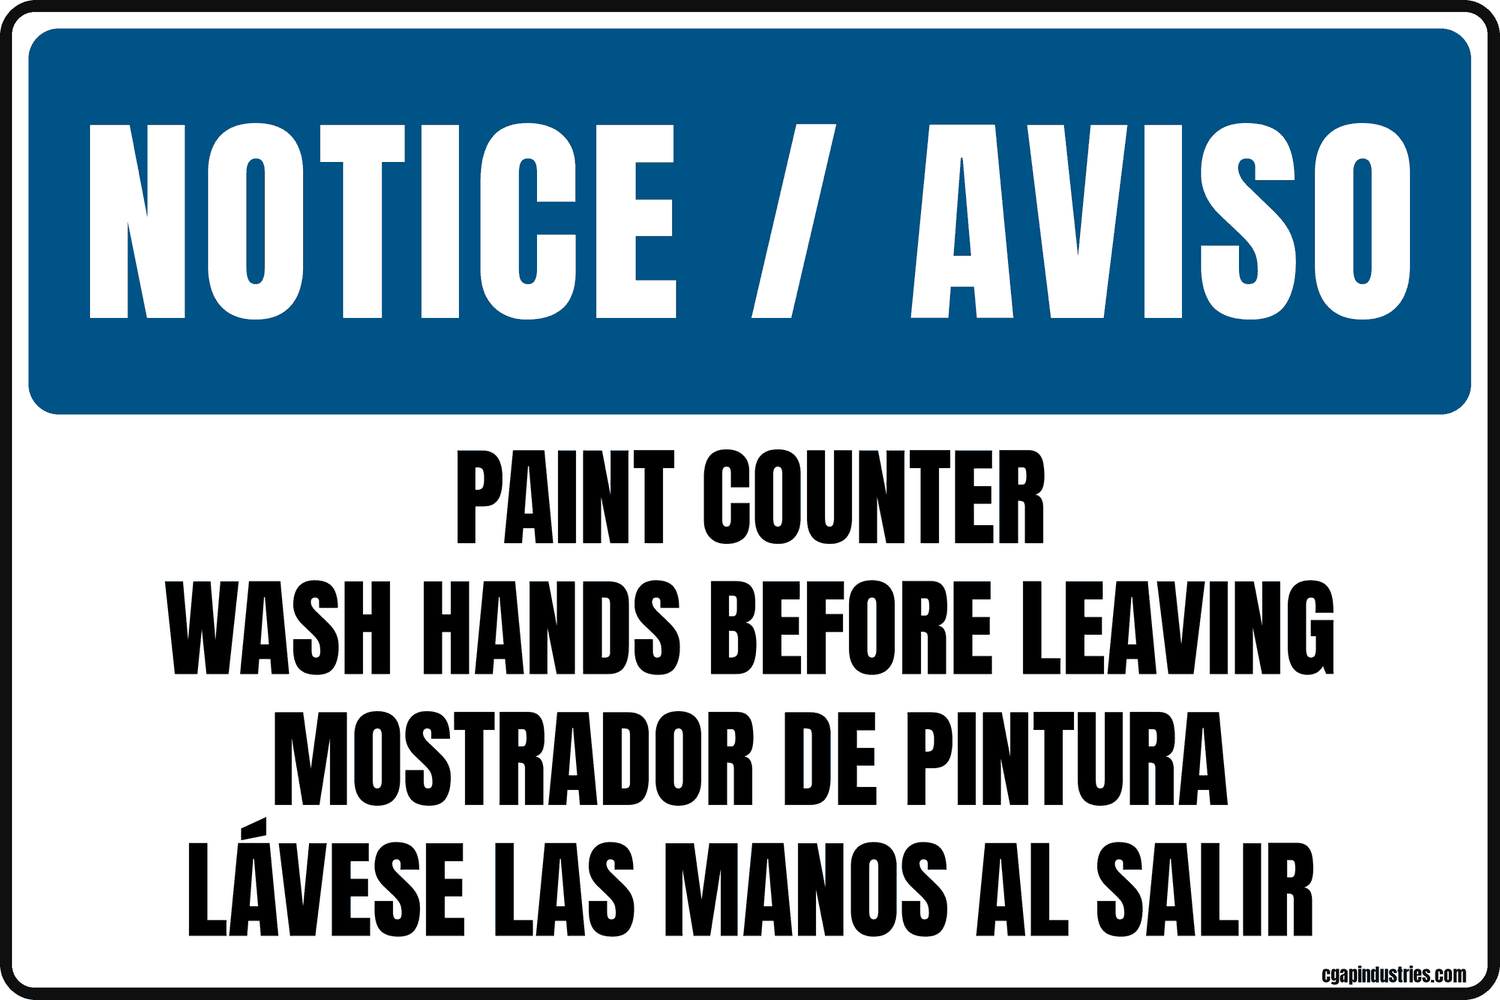 NOTICE / AVISO
PAINT COUNTER
WASH HANDS BEFORE LEAVING
MOSTRADOR DE PINTURA
LÁVESE LAS MANOS AL SALIR
cgapindustries.com